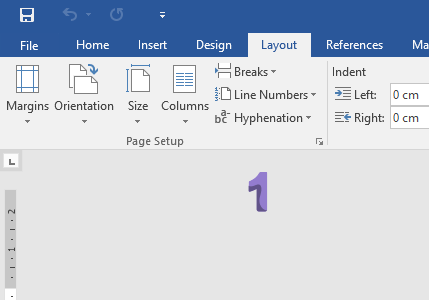 File Home Insert Design Layout References Ma
Breaks Indent
Line Numbers Left: 0 cm
Margins Orientation Size Columns Hyphenation Right: 0 cm
Page Setup
1
L
2
1